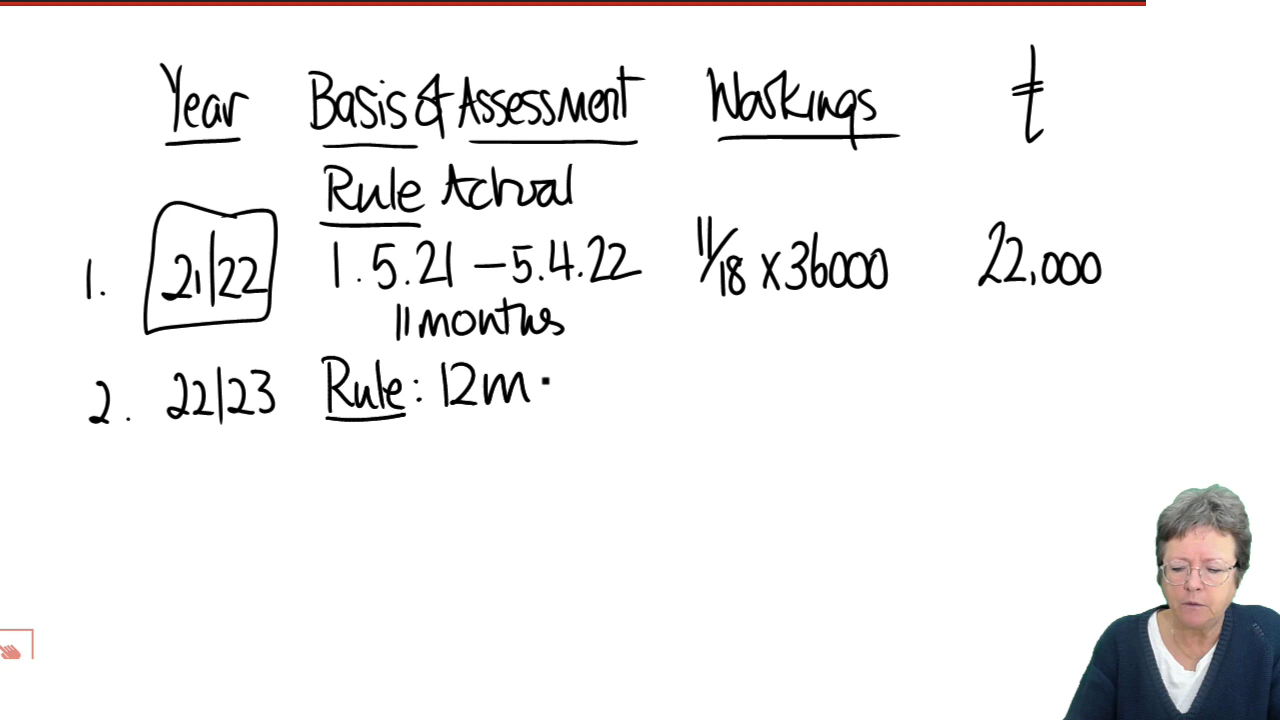 Year Basis of Assessment Workings £
Rule Actual
1. 21|22 1.5.21 – 5.4.22 11/18 x 36000 22,000
11 months
2. 22|23 Rule: 12m